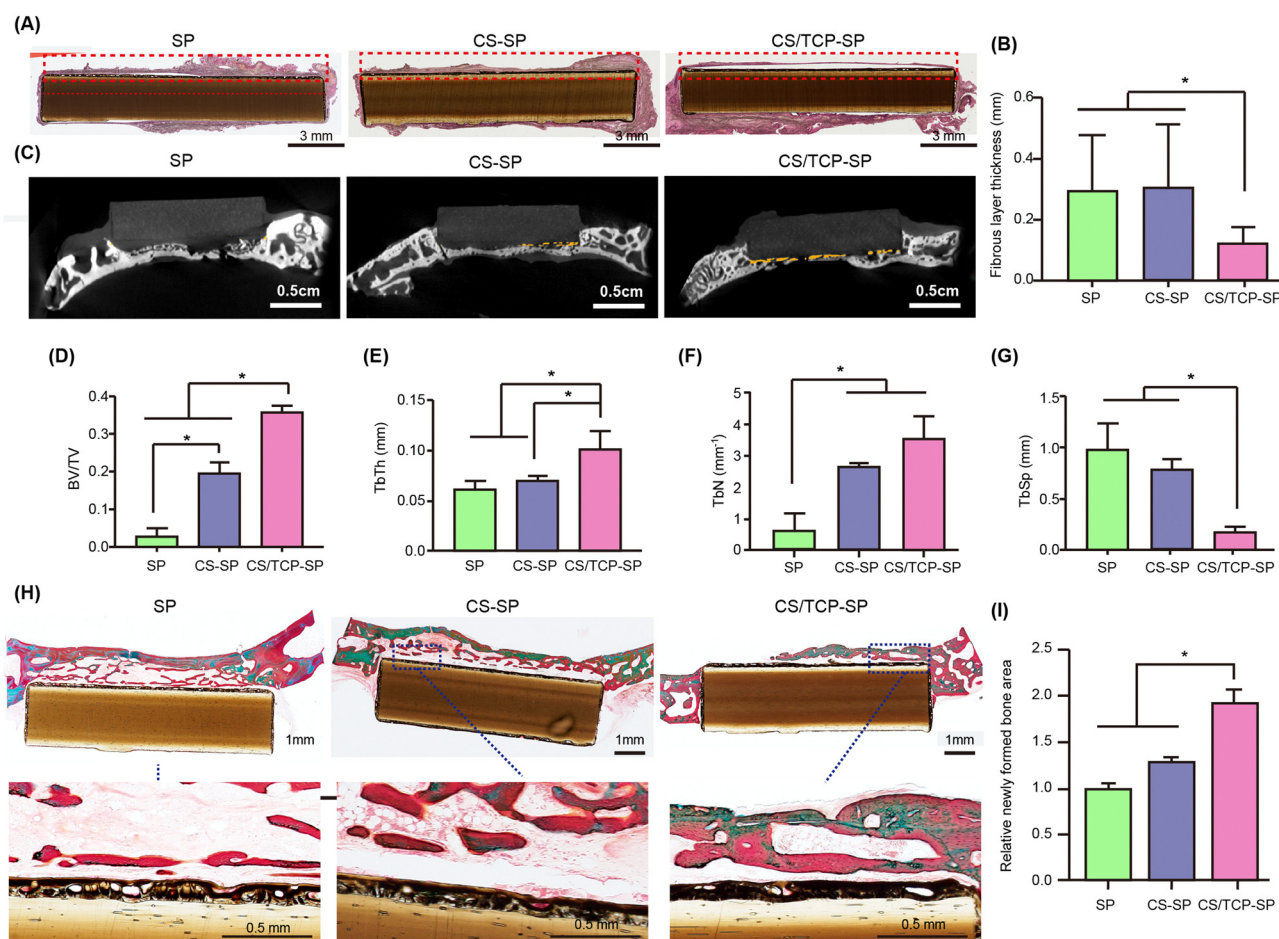 (A)
SP
CS-SP
CS/TCP-SP
3 mm
3 mm
3 mm
(B)
Fibrous layer thickness (mm)
0.6
0.4
0.2
0.0
*
SP
CS-SP
CS/TCP-SP
(C)
SP
CS-SP
CS/TCP-SP
0.5cm
0.5cm
0.5cm
(D)
BV/TV
0.4
0.3
0.2
0.1
0.0
*
*
SP
CS-SP
CS/TCP-SP
(E)
TbTh (mm)
0.15
0.10
0.05
0.00
*
*
SP
CS-SP
CS/TCP-SP
(F)
TbN (mm⁻¹)
5
4
3
2
1
0
*
SP
CS-SP
CS/TCP-SP
(G)
TbSp (mm)
1.5
1.0
0.5
0.0
*
SP
CS-SP
CS/TCP-SP
(H)
SP
CS-SP
CS/TCP-SP
1mm
1mm
1mm
0.5 mm
0.5 mm
0.5 mm
(I)
Relative newly formed bone area
2.5
2.0
1.5
1.0
0.5
0.0
*
SP
CS-SP
CS/TCP-SP